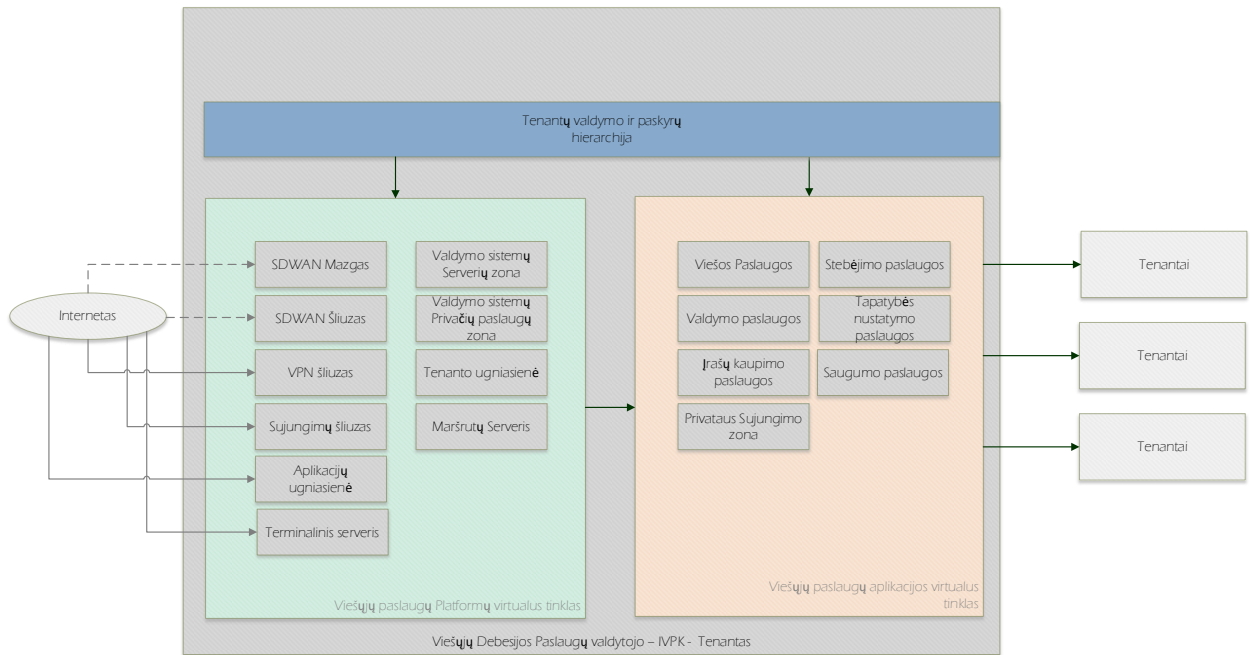 Tenantų valdymo ir paskyrų
hierarchija
Internetas
SDWAN Mazgas
SDWAN Šliuzas
VPN šliuzas
Sujungimų šliuzas
Aplikacijų
ugniasienė
Terminalinis serveris
Valdymo sistemų
Serverių zona
Valdymo sistemų
Privačių paslaugų
zona
Tenanto ugniasienė
Maršrutų Serveris
Viešųjų paslaugų Platformų virtualus tinklas
Viešos Paslaugos
Valdymo paslaugos
Įrašų kaupimo
paslaugos
Privataus Sujungimo
zona
Stebėjimo paslaugos
Tapatybės
nustatymo
paslaugos
Saugumo paslaugos
Viešųjų paslaugų aplikacijos virtualus
tinklas
Tenantai
Tenantai
Tenantai
Viešųjų Debesijos Paslaugų valdytojo – IVPK - Tenantas